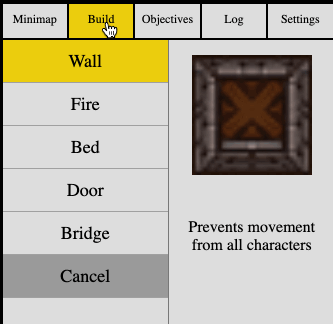 Minimap Build Objectives Log Settings
Wall
Fire
Bed
Door
Bridge
Cancel
Prevents movement
from all characters